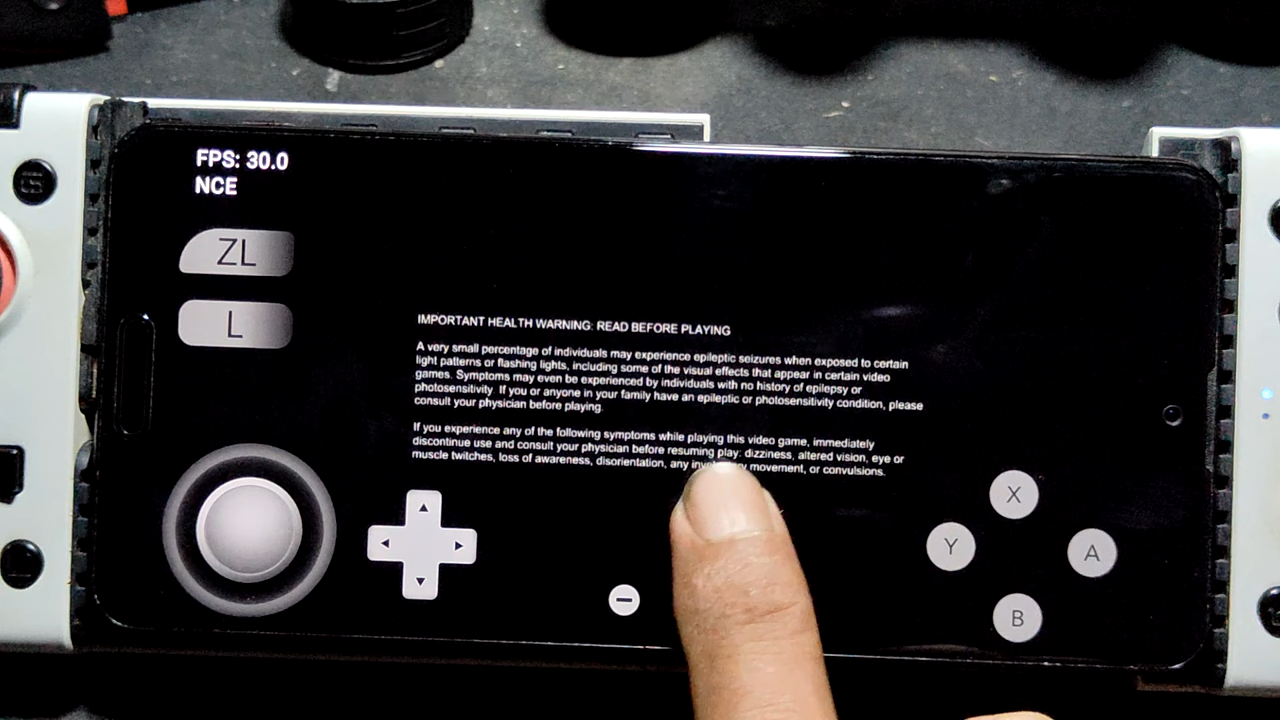 FPS: 30.0
NCE
ZL
L
IMPORTANT HEALTH WARNING: READ BEFORE PLAYING
A very small percentage of individuals may experience epileptic seizures when exposed to certain
light patterns or flashing lights, including some of the visual effects that appear in certain video
games. Symptoms may even be experienced by individuals with no history of epilepsy or
photosensitivity. If you or anyone in your family have an epileptic or photosensitivity condition, please
consult your physician before playing.
If you experience any of the following symptoms while playing this video game, immediately
discontinue use and consult your physician before resuming play: dizziness, altered vision, eye or
muscle twitches, loss of awareness, disorientation, any movement, or convulsions.
X
Y
A
B